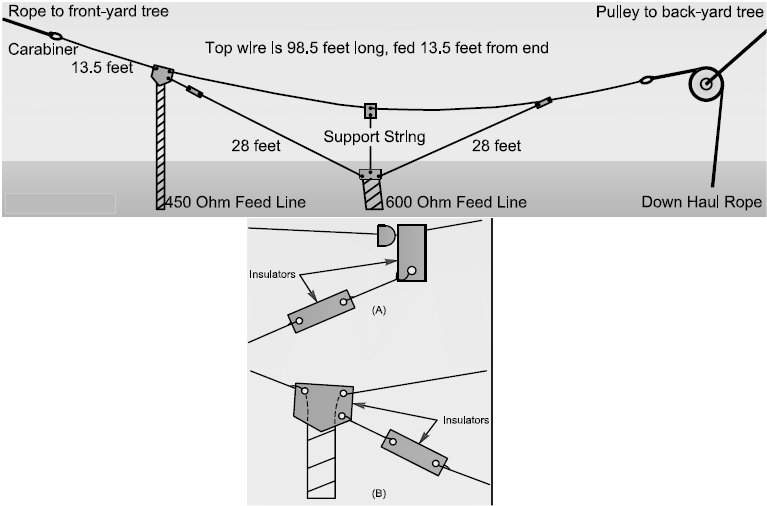 Rope to front-yard tree
Pulley to back-yard tree
Carabiner
Top wire is 98.5 feet long, fed 13.5 feet from end
13.5 feet
Support String
28 feet
28 feet
450 Ohm Feed Line
600 Ohm Feed Line
Down Haul Rope
Insulators
(A)
Insulators
(B)